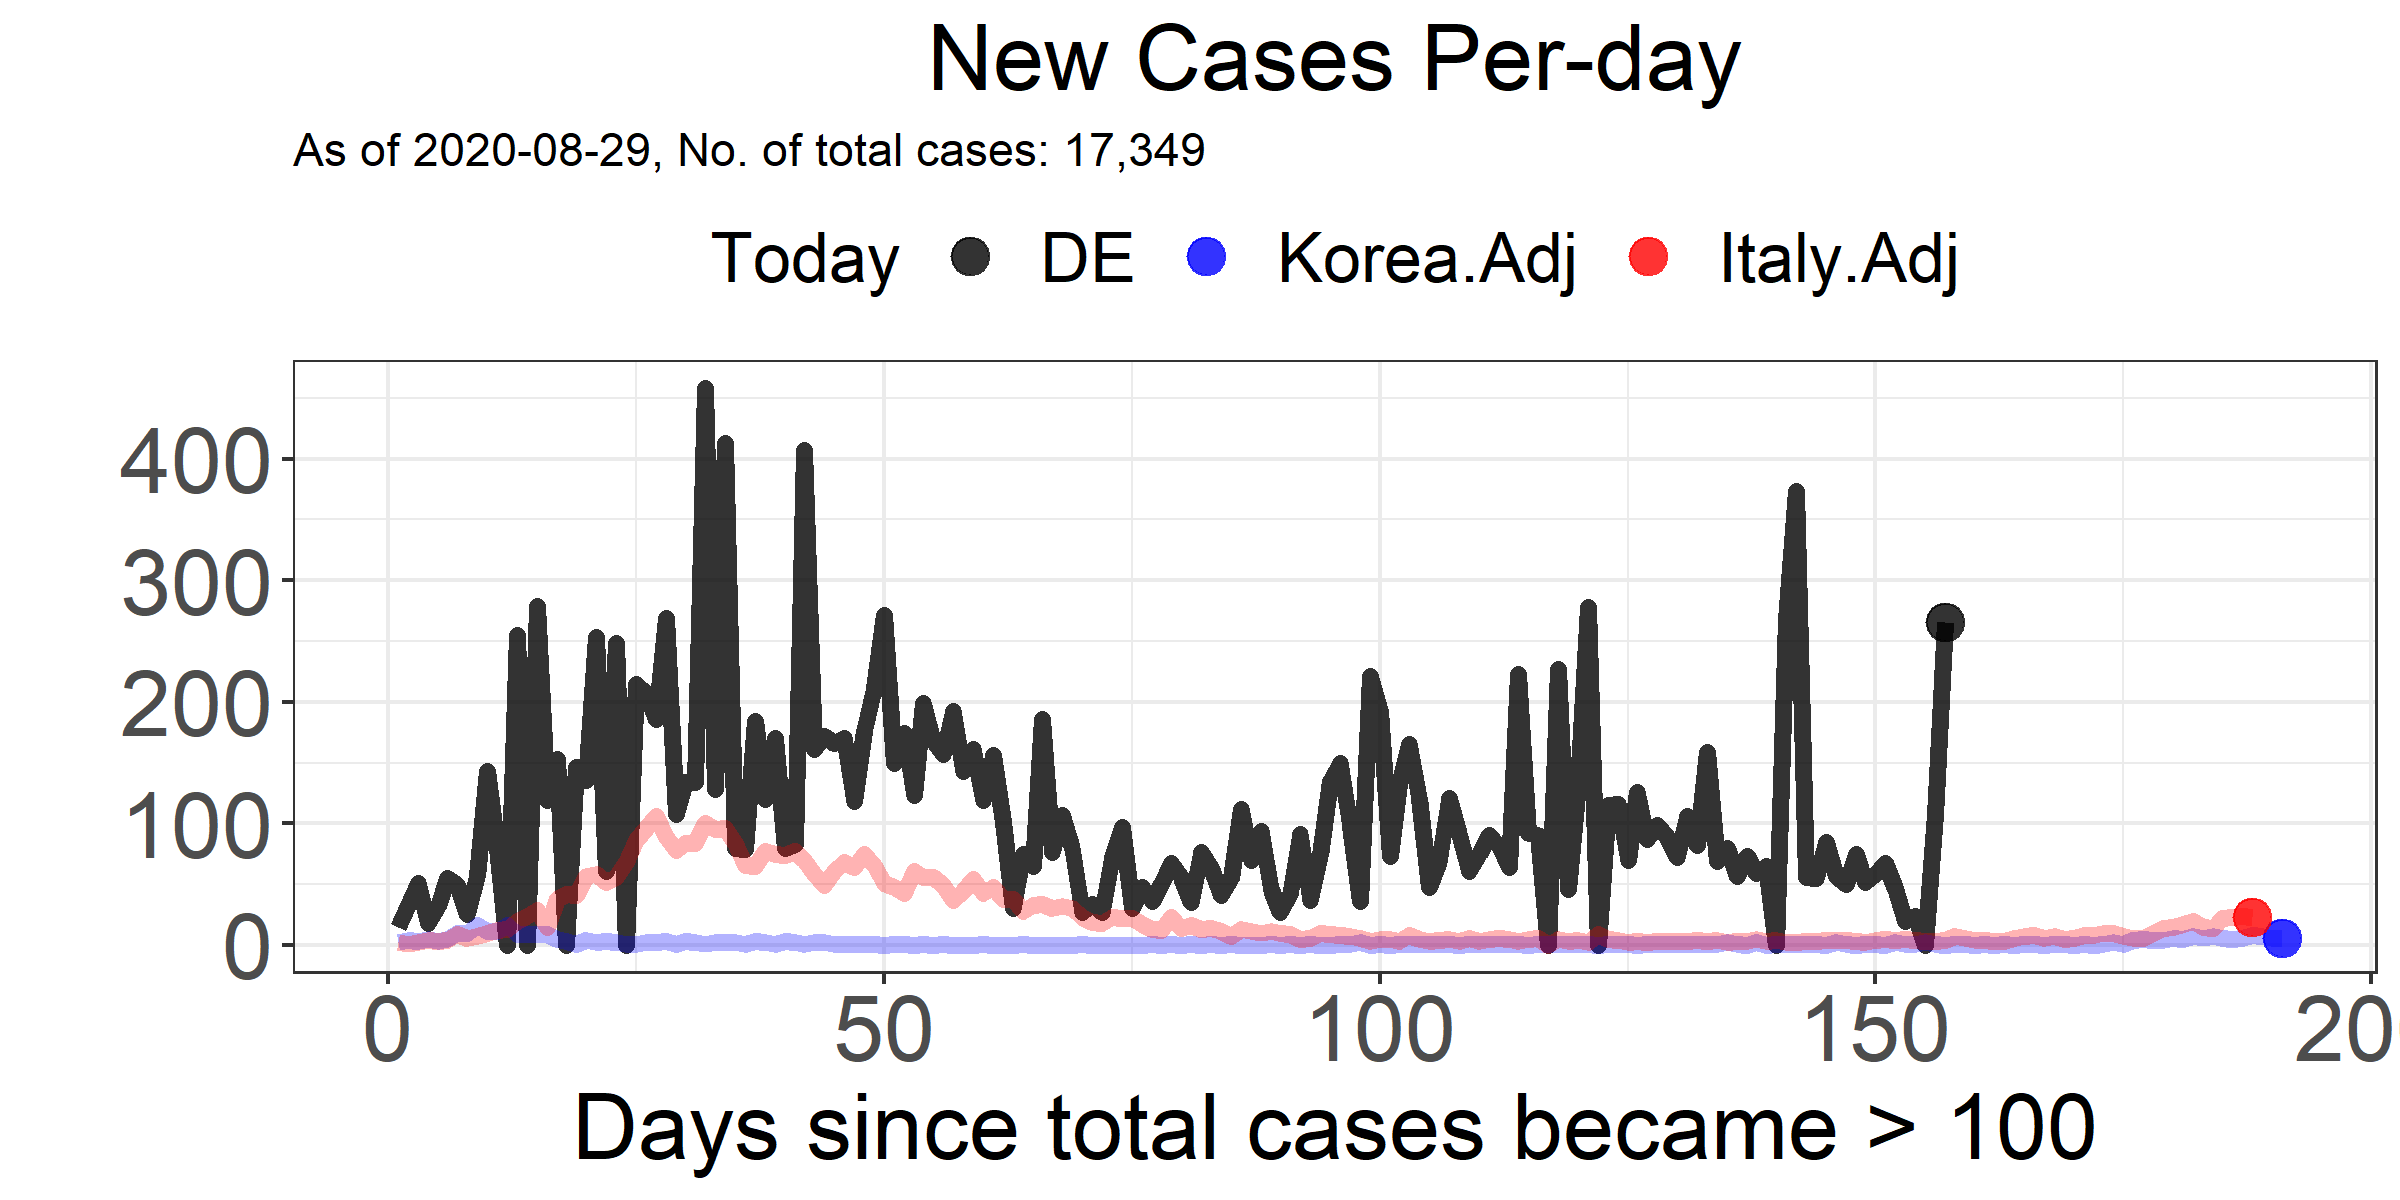 New Cases Per-day
As of 2020-08-29, No. of total cases: 17,349
Today DE Korea.Adj Italy.Adj
400
300
200
100
0
0 50 100 150 20
Days since total cases became > 100